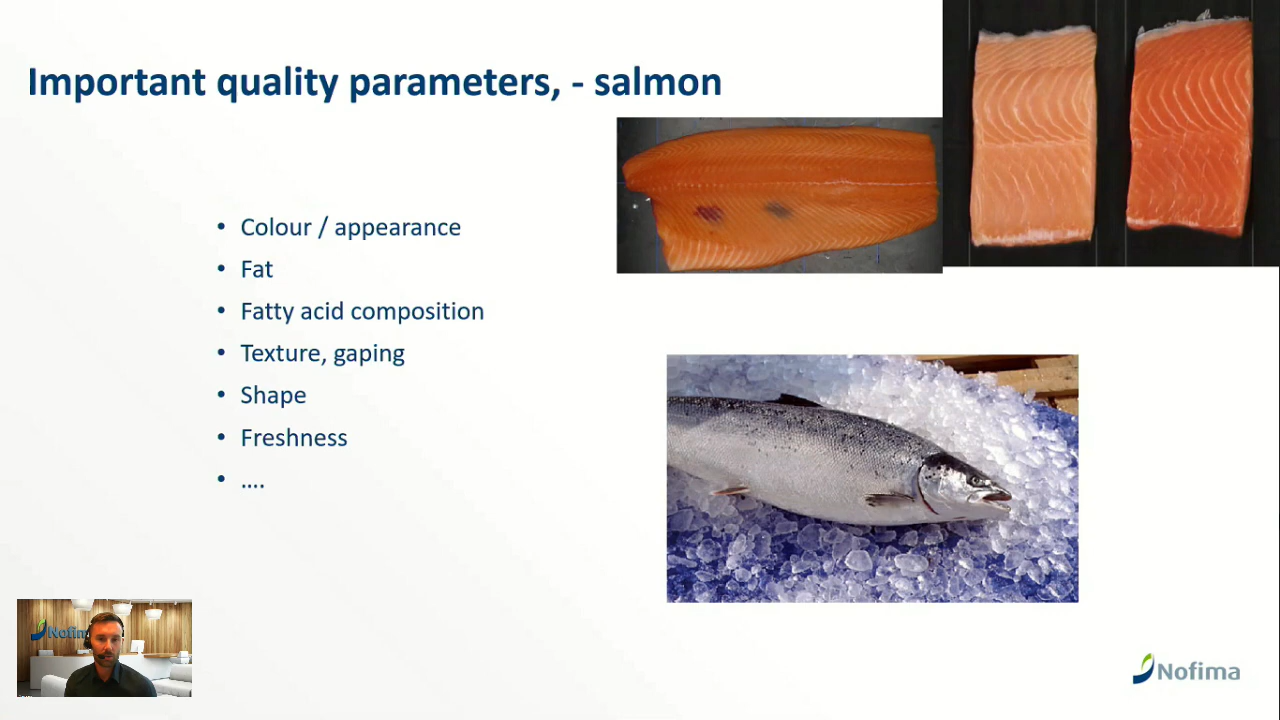 Important quality parameters, - salmon
• Colour / appearance
• Fat
• Fatty acid composition
• Texture, gaping
• Shape
• Freshness
• ....
Nofima